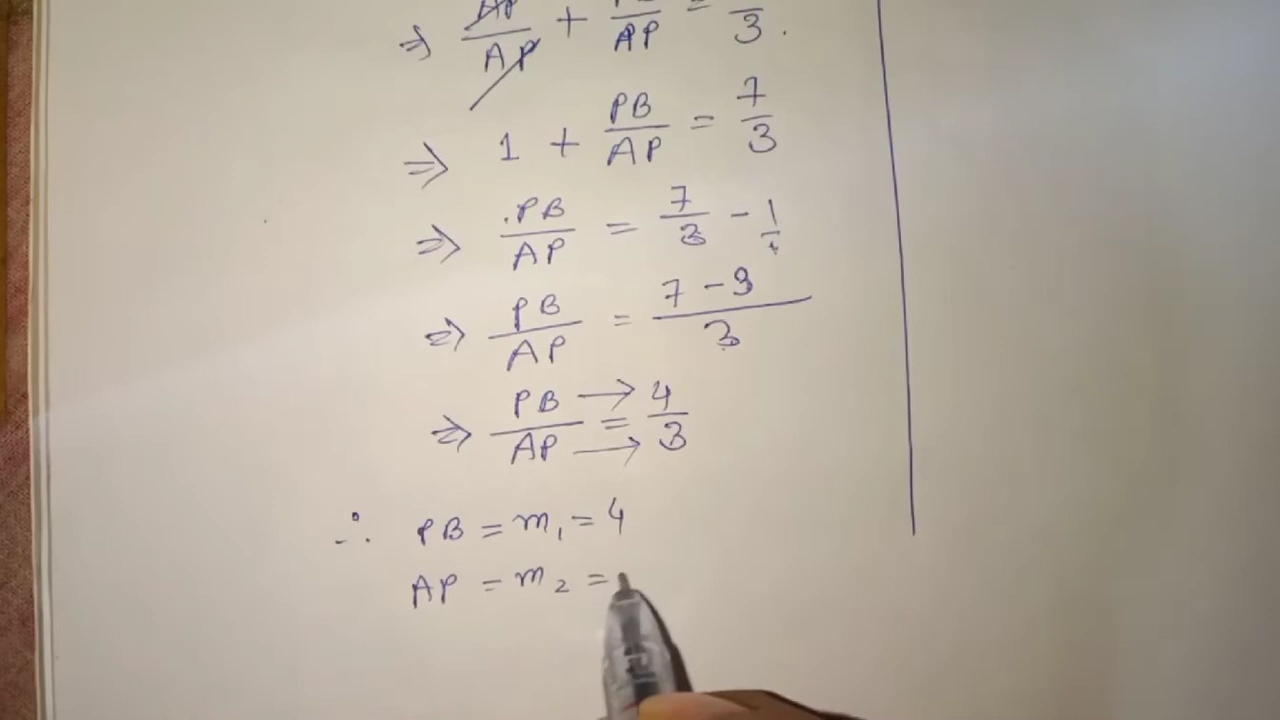 ⇒ AP/AP + PB/AP = /3.
⇒ 1 + PB/AP = 7/3
⇒ .PB/AP = 7/3 - 1/1
⇒ PB/AP = 7 - 3/3
⇒ PB → 4 / AP → 3 =
∴ PB = m₁ = 4
AP = m₂ =